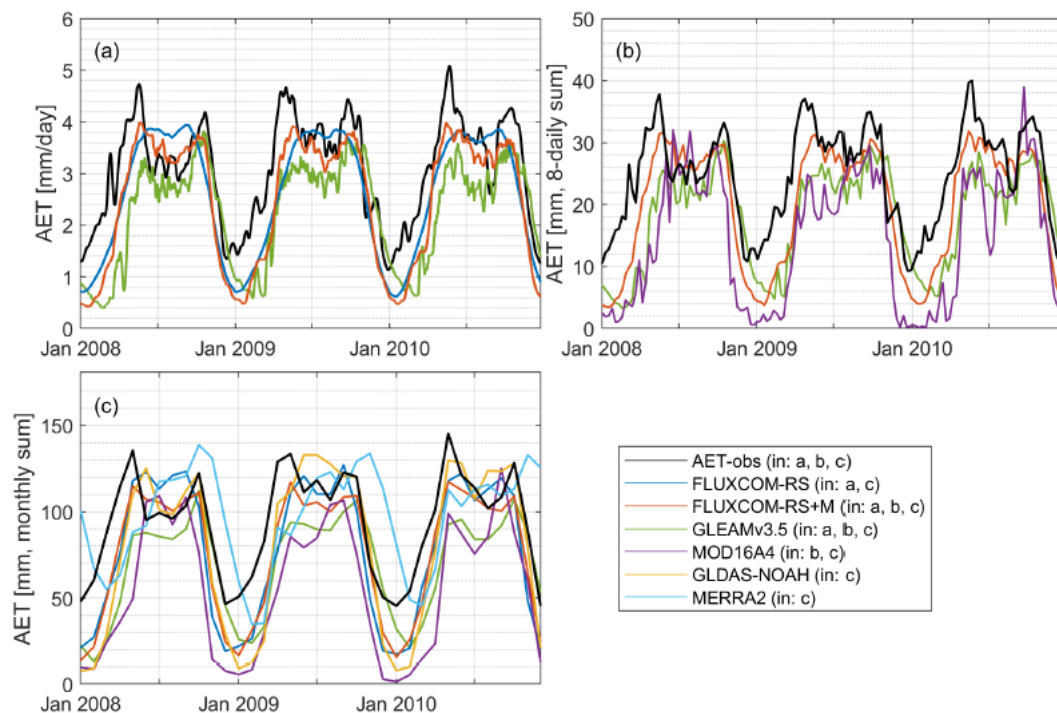 (a)
AET [mm/day]
6
5
4
3
2
1
0
Jan 2008
Jan 2009
Jan 2010
(b)
AET [mm, 8-daily sum]
50
40
30
20
10
0
Jan 2008
Jan 2009
Jan 2010
(c)
AET [mm, monthly sum]
150
100
50
0
Jan 2008
Jan 2009
Jan 2010
AET-obs (in: a, b, c)
FLUXCOM-RS (in: a, c)
FLUXCOM-RS+M (in: a, b, c)
GLEAMv3.5 (in: a, b, c)
MOD16A4 (in: b, c)
GLDAS-NOAH (in: c)
MERRA2 (in: c)